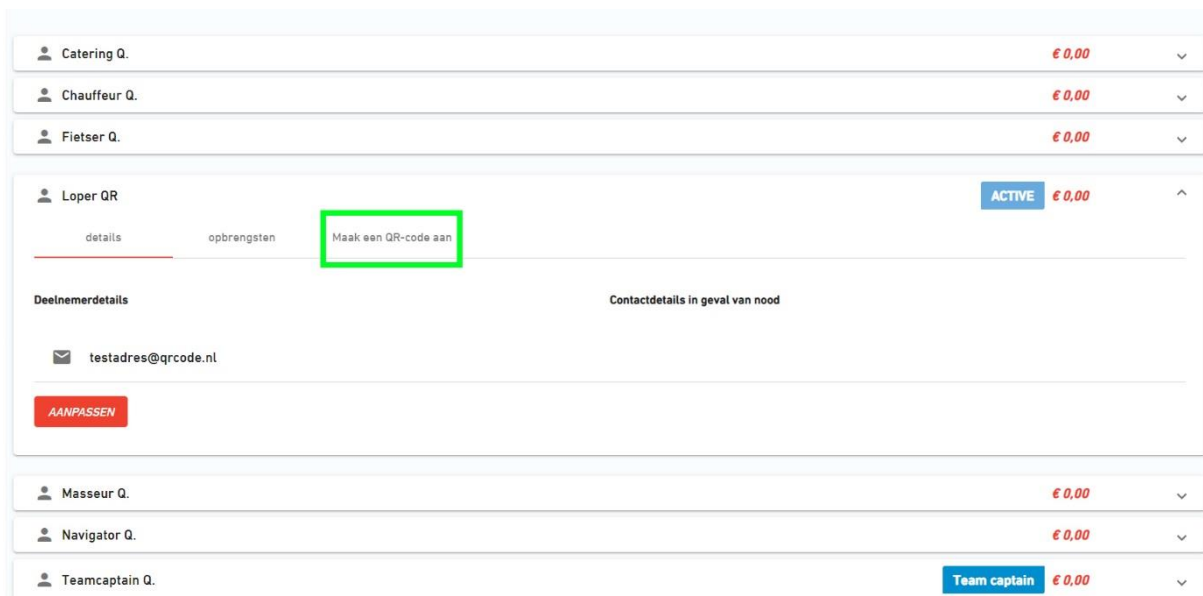 Catering Q. € 0,00
Chauffeur Q. € 0,00
Fietser Q. € 0,00
Loper QR ACTIVE € 0,00
details opbrengsten Maak een QR-code aan
Deelnemerdetails Contactdetails in geval van nood
testadres@qrcode.nl
AANPASSEN
Masseur Q. € 0,00
Navigator Q. € 0,00
Teamcaptain Q. Team captain € 0,00